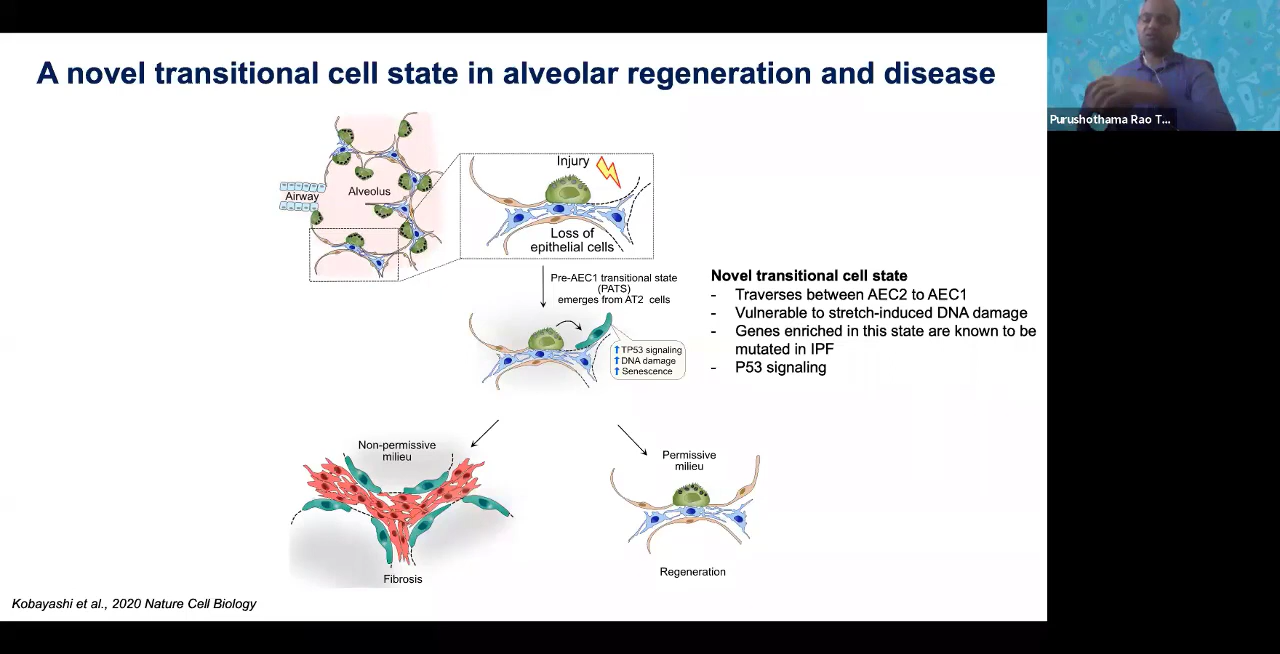 A novel transitional cell state in alveolar regeneration and disease
Purushothama Rao T...
Airway
Alveolus
Injury
Loss of
epithelial cells
Pre-AEC1 transitional state
(PATS)
emerges from AT2 cells
↑TP53 signaling
↑DNA damage
↑Senescence
Novel transitional cell state
- Traverses between AEC2 to AEC1
- Vulnerable to stretch-induced DNA damage
- Genes enriched in this state are known to be
mutated in IPF
- P53 signaling
Non-permissive
milieu
Fibrosis
Permissive
milieu
Regeneration
Kobayashi et al., 2020 Nature Cell Biology